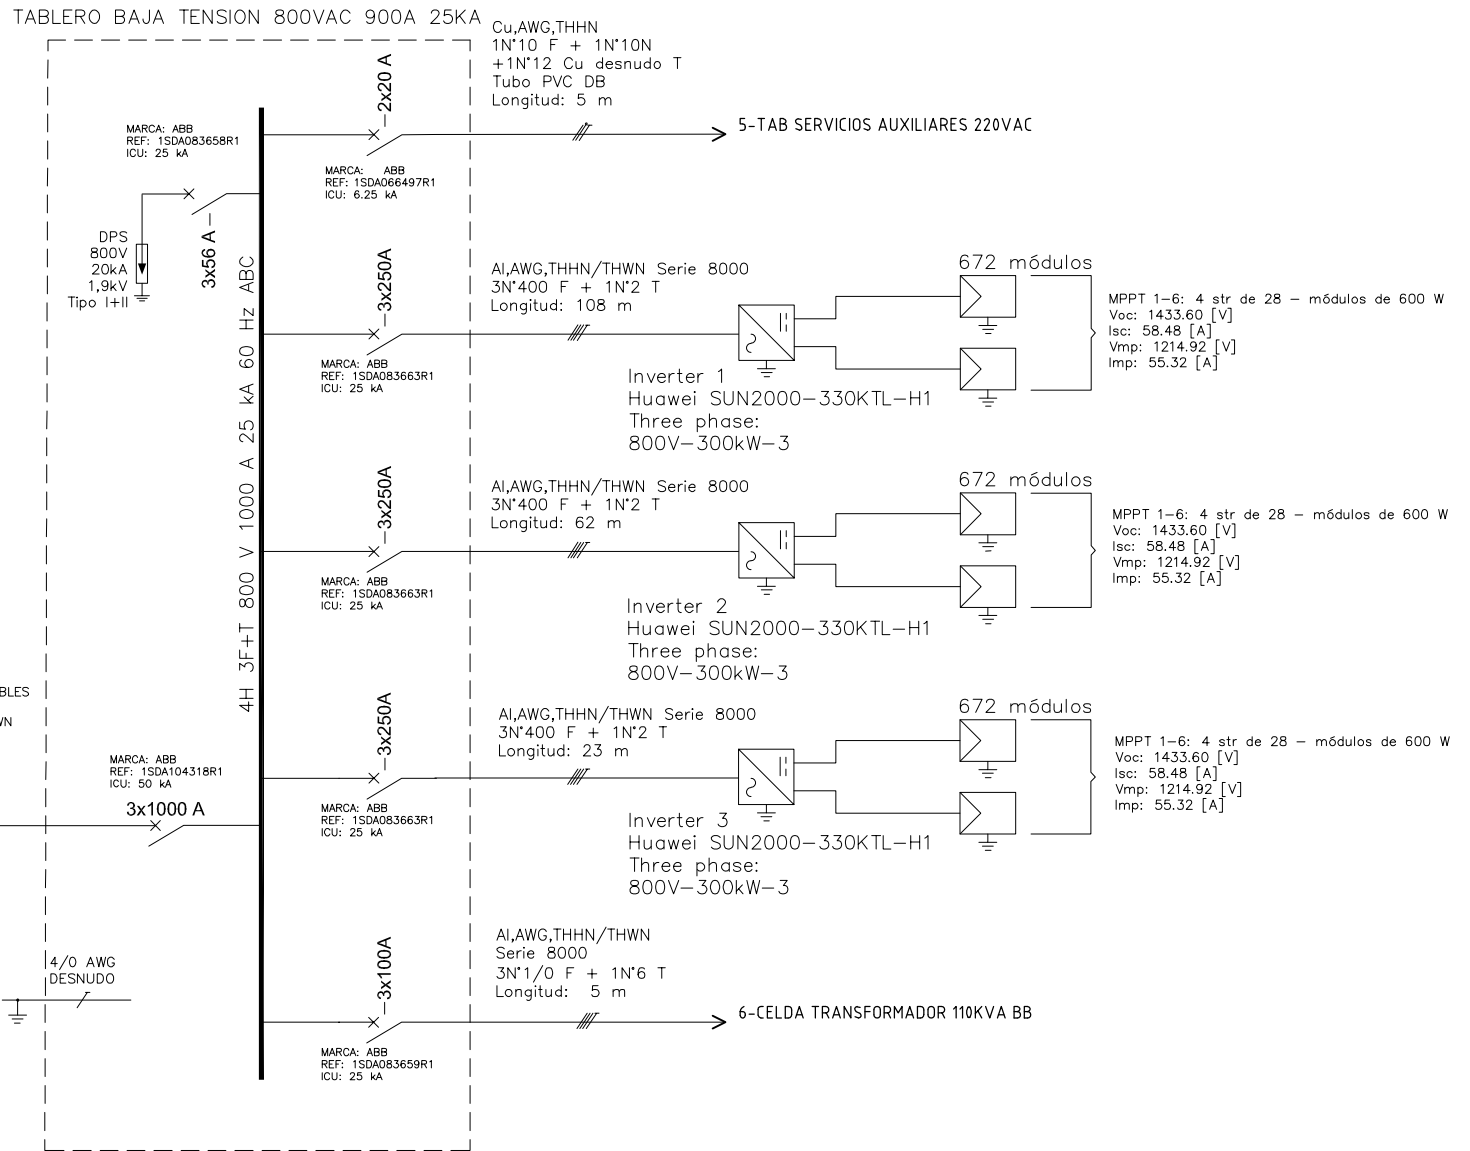 TABLERO BAJA TENSION 800VAC 900A 25KA
Cu,AWG,THHN
1N°10 F + 1N°10N
+1N°12 Cu desnudo T
Tubo PVC DB
Longitud: 5 m
2x20 A
5-TAB SERVICIOS AUXILIARES 220VAC
MARCA: ABB
REF: 1SDA083658R1
ICU: 25 kA
MARCA: ABB
REF: 1SDA066497R1
ICU: 6.25 kA
3x56 A
DPS
800V
20kA
1,9kV
Tipo I+II
4H 3F+T 800 V 1000 A 25 kA 60 Hz ABC
3x250A
Al,AWG,THHN/THWN Serie 8000
3N°400 F + 1N°2 T
Longitud: 108 m
MARCA: ABB
REF: 1SDA083663R1
ICU: 25 kA
Inverter 1
Huawei SUN2000-330KTL-H1
Three phase:
800V-300kW-3
672 módulos
MPPT 1-6: 4 str de 28 - módulos de 600 W
Voc: 1433.60 [V]
Isc: 58.48 [A]
Vmp: 1214.92 [V]
Imp: 55.32 [A]
3x250A
Al,AWG,THHN/THWN Serie 8000
3N°400 F + 1N°2 T
Longitud: 62 m
MARCA: ABB
REF: 1SDA083663R1
ICU: 25 kA
Inverter 2
Huawei SUN2000-330KTL-H1
Three phase:
800V-300kW-3
672 módulos
MPPT 1-6: 4 str de 28 - módulos de 600 W
Voc: 1433.60 [V]
Isc: 58.48 [A]
Vmp: 1214.92 [V]
Imp: 55.32 [A]
BLES
WN
3x250A
Al,AWG,THHN/THWN Serie 8000
3N°400 F + 1N°2 T
Longitud: 23 m
MARCA: ABB
REF: 1SDA083663R1
ICU: 25 kA
Inverter 3
Huawei SUN2000-330KTL-H1
Three phase:
800V-300kW-3
672 módulos
MPPT 1-6: 4 str de 28 - módulos de 600 W
Voc: 1433.60 [V]
Isc: 58.48 [A]
Vmp: 1214.92 [V]
Imp: 55.32 [A]
MARCA: ABB
REF: 1SDA104318R1
ICU: 50 kA
3x1000 A
4/0 AWG
DESNUDO
3x100A
Al,AWG,THHN/THWN
Serie 8000
3N°1/0 F + 1N°6 T
Longitud: 5 m
6-CELDA TRANSFORMADOR 110KVA BB
MARCA: ABB
REF: 1SDA083659R1
ICU: 25 kA